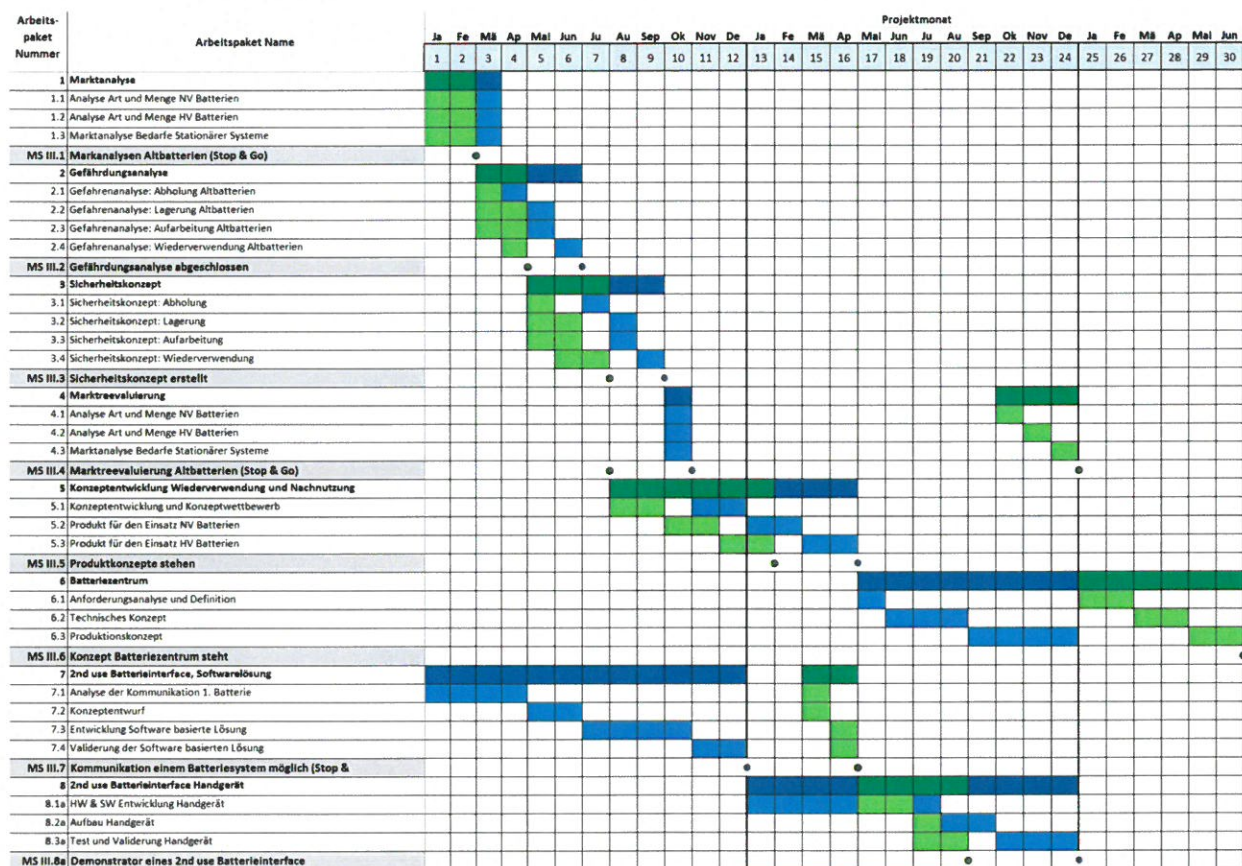 Projektmonat
Arbeits-
paket
Nummer
Arbeitspaket Name
Ja Fe Mä Ap Mai Jun Ju Au Sep Ok Nov De Ja Fe Mä Ap Mai Jun Ju Au Sep Ok Nov De Ja Fe Mä Ap Mai Jun
1 2 3 4 5 6 7 8 9 10 11 12 13 14 15 16 17 18 19 20 21 22 23 24 25 26 27 28 29 30
1 Marktanalyse
1.1 Analyse Art und Menge NV Batterien
1.2 Analyse Art und Menge HV Batterien
1.3 Marktanalyse Bedarfe Stationärer Systeme
MS III.1 Markanalysen Altbatterien (Stop & Go)
2 Gefährdungsanalyse
2.1 Gefahrenanalyse: Abholung Altbatterien
2.2 Gefahrenanalyse: Lagerung Altbatterien
2.3 Gefahrenanalyse: Aufarbeitung Altbatterien
2.4 Gefahrenanalyse: Wiederverwendung Altbatterien
MS III.2 Gefährdungsanalyse abgeschlossen
3 Sicherheitskonzept
3.1 Sicherheitskonzept: Abholung
3.2 Sicherheitskonzept: Lagerung
3.3 Sicherheitskonzept: Aufarbeitung
3.4 Sicherheitskonzept: Wiederverwendung
MS III.3 Sicherheitskonzept erstellt
4 Marktreevaluierung
4.1 Analyse Art und Menge NV Batterien
4.2 Analyse Art und Menge HV Batterien
4.3 Marktanalyse Bedarfe Stationärer Systeme
MS III.4 Marktreevaluierung Altbatterien (Stop & Go)
5 Konzeptentwicklung Wiederverwendung und Nachnutzung
5.1 Konzeptentwicklung und Konzeptwettbewerb
5.2 Produkt für den Einsatz NV Batterien
5.3 Produkt für den Einsatz HV Batterien
MS III.5 Produktkonzepte stehen
6 Batteriezentrum
6.1 Anforderungsanalyse und Definition
6.2 Technisches Konzept
6.3 Produktionskonzept
MS III.6 Konzept Batteriezentrum steht
7 2nd use Batterieinterface, Softwarelösung
7.1 Analyse der Kommunikation 1. Batterie
7.2 Konzeptentwurf
7.3 Entwicklung Software basierte Lösung
7.4 Validerung der Software basierten Lösung
MS III.7 Kommunikation einem Batteriesystem möglich (Stop &
8 2nd use Batterieinterface Handgerät
8.1a HW & SW Entwicklung Handgerät
8.2a Aufbau Handgerät
8.3a Test und Validerung Handgerät
MS III.8a Demonstrator eines 2nd use Batterieinterface